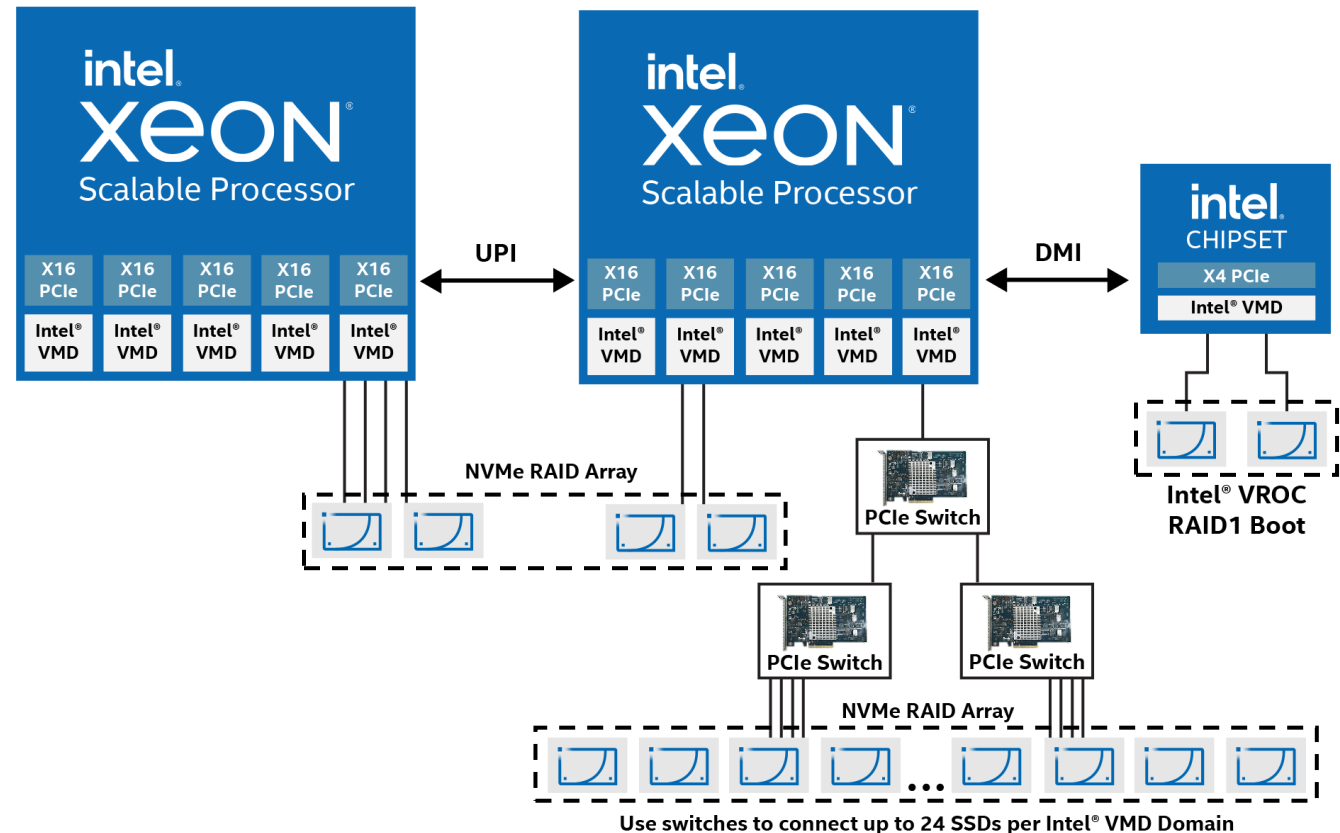 intel.
XEON®
Scalable Processor
X16 PCIe
X16 PCIe
X16 PCIe
X16 PCIe
X16 PCIe
Intel® VMD
Intel® VMD
Intel® VMD
Intel® VMD
Intel® VMD
UPI
intel.
XEON®
Scalable Processor
X16 PCIe
X16 PCIe
X16 PCIe
X16 PCIe
X16 PCIe
Intel® VMD
Intel® VMD
Intel® VMD
Intel® VMD
Intel® VMD
DMI
intel.
CHIPSET
X4 PCIe
Intel® VMD
NVMe RAID Array
PCIe Switch
Intel® VROC
RAID1 Boot
PCIe Switch
PCIe Switch
NVMe RAID Array
...
Use switches to connect up to 24 SSDs per Intel® VMD Domain